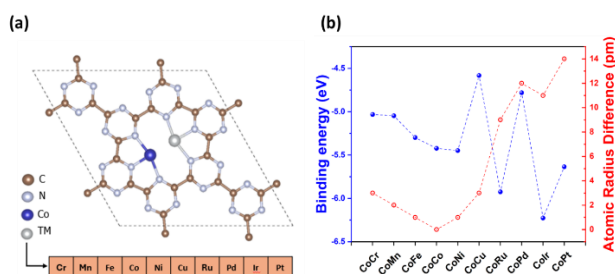 (a)
C
N
Co
TM
Cr Mn Fe Co Ni Cu Ru Pd Ir Pt
(b)
Binding energy (eV)
-4.5
-5.0
-5.5
-6.0
-6.5
CoCr CoMn CoFe CoCo CoNi CoCu CoRu CoPd CoIr CoPt
14
12
10
8
6
4
2
0
Atomic Radius Difference (pm)